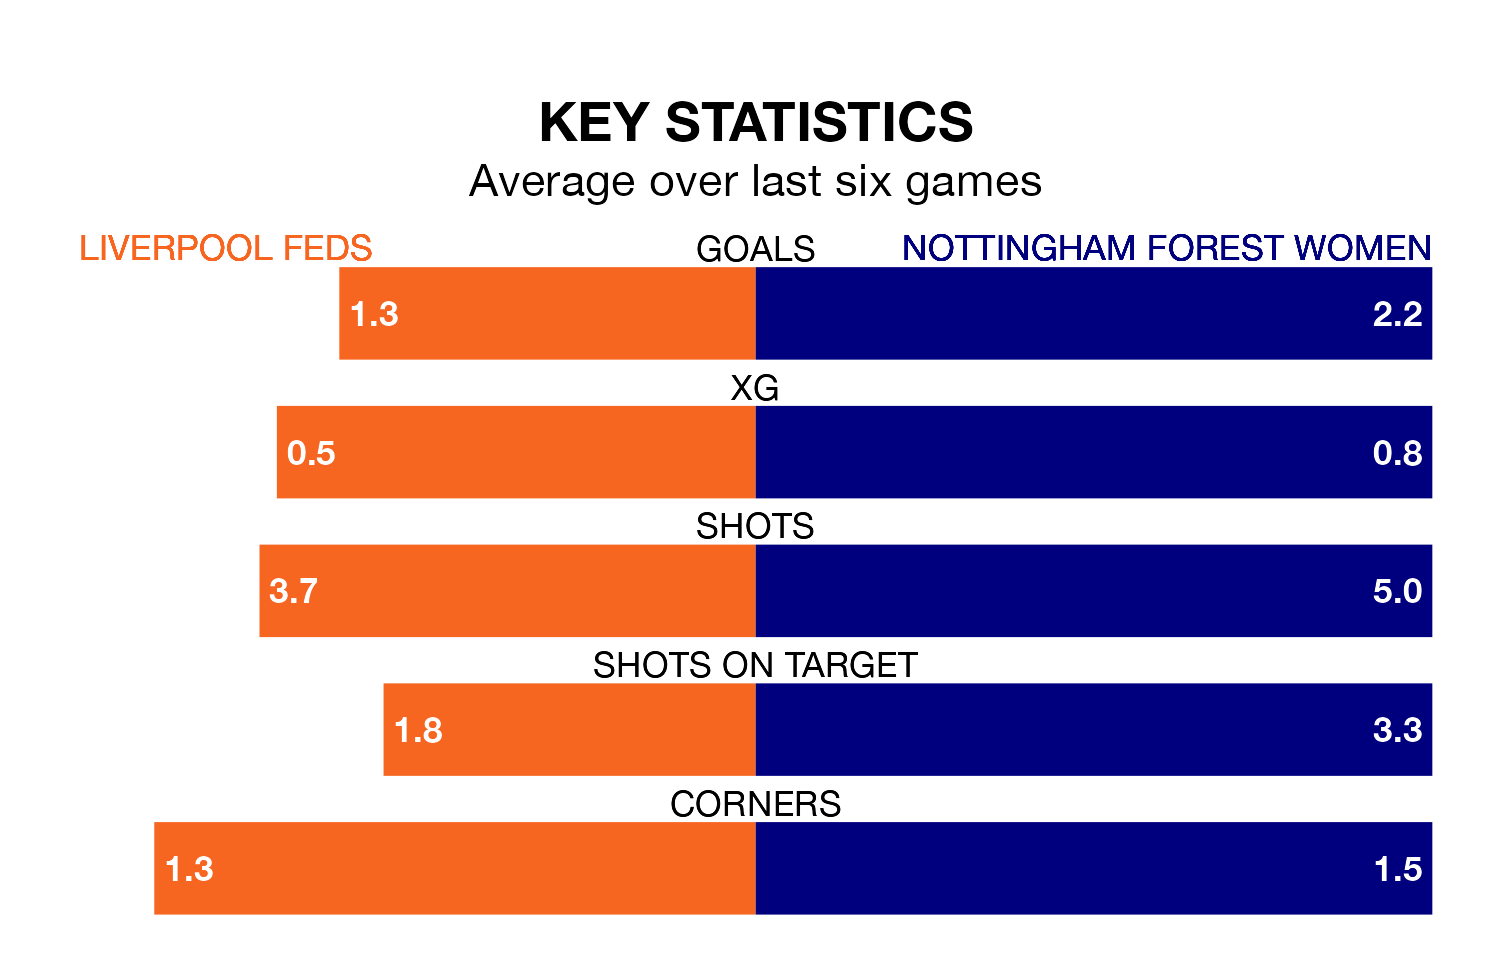 KEY STATISTICS
Average over last six games
LIVERPOOL FEDS GOALS NOTTINGHAM FOREST WOMEN
1.3 2.2
XG
0.5 0.8
SHOTS
3.7 5.0
SHOTS ON TARGET
1.8 3.3
CORNERS
1.3 1.5